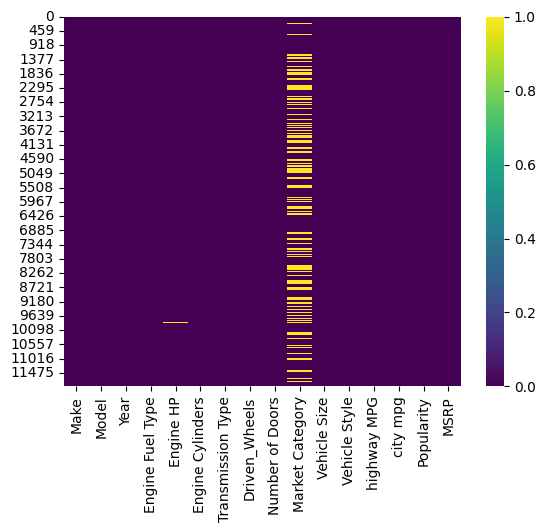 0
459
918
1377
1836
2295
2754
3213
3672
4131
4590
5049
5508
5967
6426
6885
7344
7803
8262
8721
9180
9639
10098
10557
11016
11475
Make
Model
Year
Engine Fuel Type
Engine HP
Engine Cylinders
Transmission Type
Driven_Wheels
Number of Doors
Market Category
Vehicle Size
Vehicle Style
highway MPG
city mpg
Popularity
MSRP
1.0
0.8
0.6
0.4
0.2
0.0